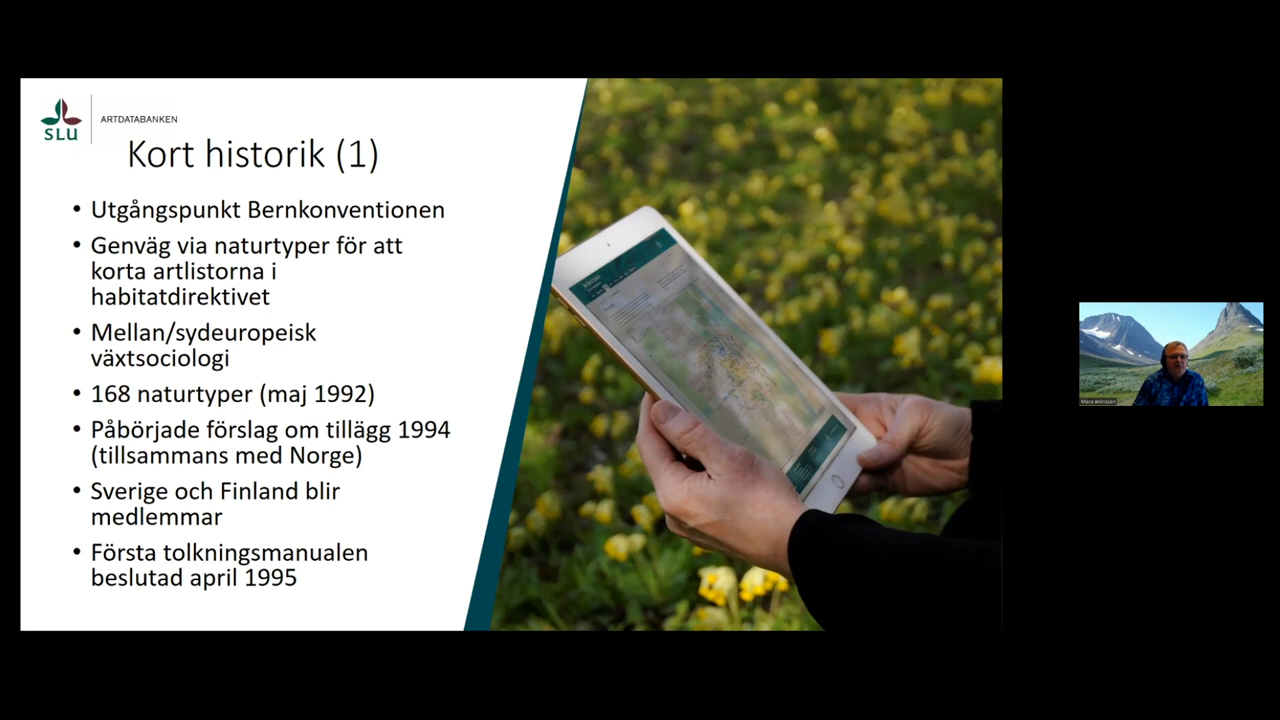 SLU
ARTDATABANKEN
Kort historik (1)
• Utgångspunkt Bernkonventionen
• Genväg via naturtyper för att
korta artlistorna i
habitatdirektivet
• Mellan/sydeuropeisk
växtsociologi
• 168 naturtyper (maj 1992)
• Påbörjade förslag om tillägg 1994
(tillsammans med Norge)
• Sverige och Finland blir
medlemmar
• Första tolkningsmanualen
beslutad april 1995